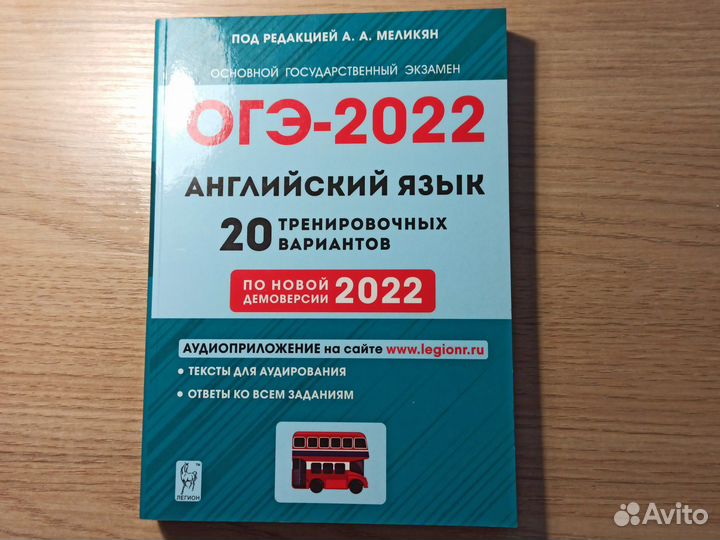 ПОД РЕДАКЦИЕЙ А. А. МЕЛИКЯН
ОСНОВНОЙ ГОСУДАРСТВЕННЫЙ ЭКЗАМЕН
ОГЭ-2022
АНГЛИЙСКИЙ ЯЗЫК
20 ТРЕНИРОВОЧНЫХ
ВАРИАНТОВ
ПО НОВОЙ
ДЕМОВЕРСИИ 2022
АУДИОПРИЛОЖЕНИЕ на сайте www.legionr.ru
• ТЕКСТЫ ДЛЯ АУДИРОВАНИЯ
• ОТВЕТЫ КО ВСЕМ ЗАДАНИЯМ
ЛЕГИОН
TM
Avito